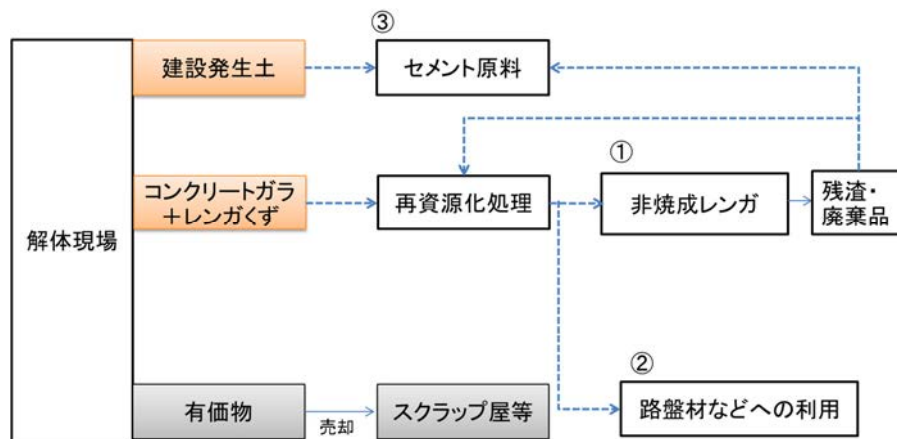 ③
建設発生土
セメント原料
①
コンクリートガラ
+レンガくず
再資源化処理
非焼成レンガ
残渣・
廃棄品
解体現場
②
有価物
売却
スクラップ屋等
路盤材などへの利用